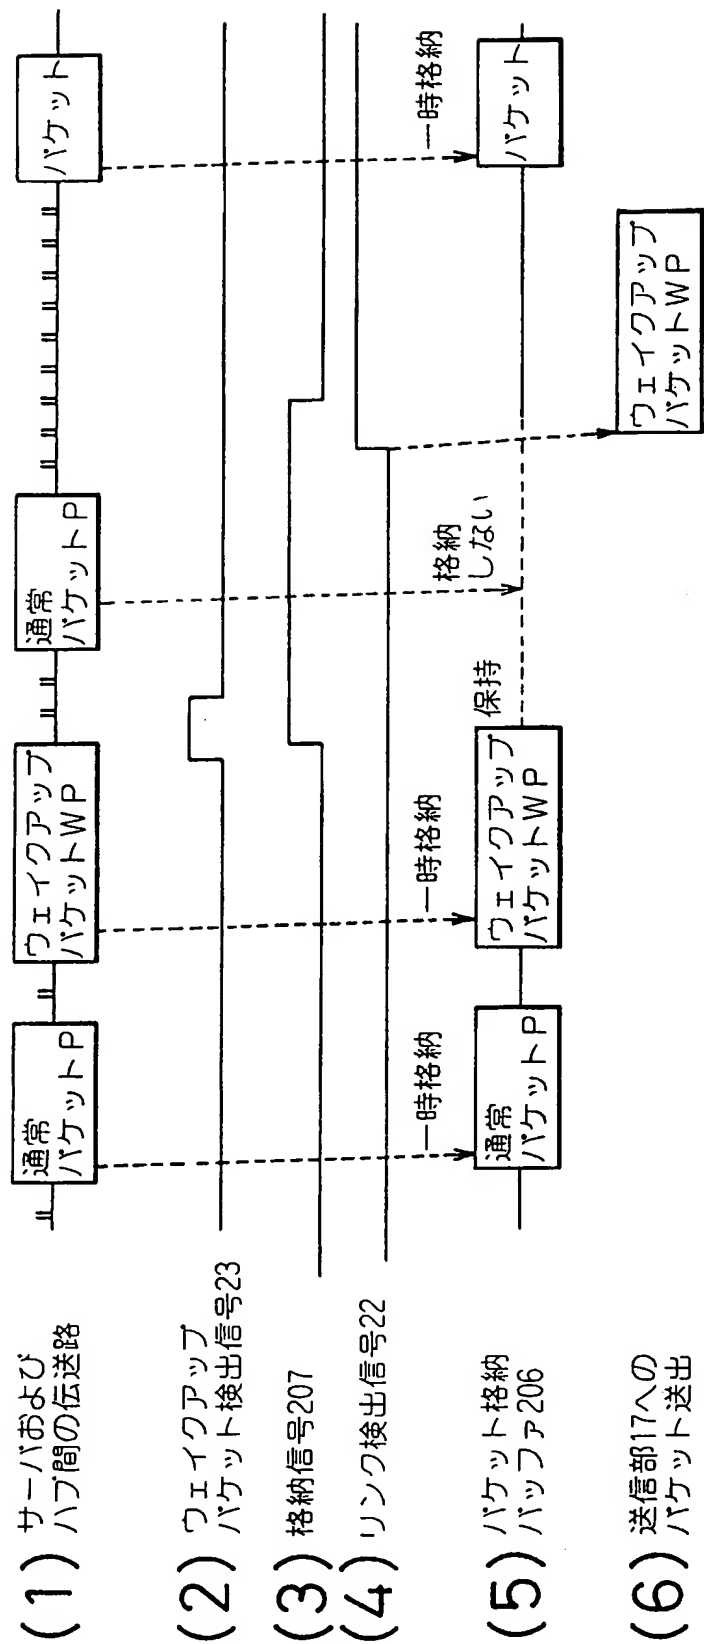 (1) サーバおよび
ハブ間の伝送路
通常
パケットP
ウェイクアップ
パケットWP
通常
パケットP
パケット
(2) ウェイクアップ
パケット検出信号23
(3) 格納信号207
(4) リンク検出信号22
一時格納
一時格納
格納
しない
一時格納
(5) パケット格納
バッファ206
通常
パケットP
ウェイクアップ
パケットWP
保持
パケット
(6) 送信部17への
パケット送出
ウェイクアップ
パケットWP